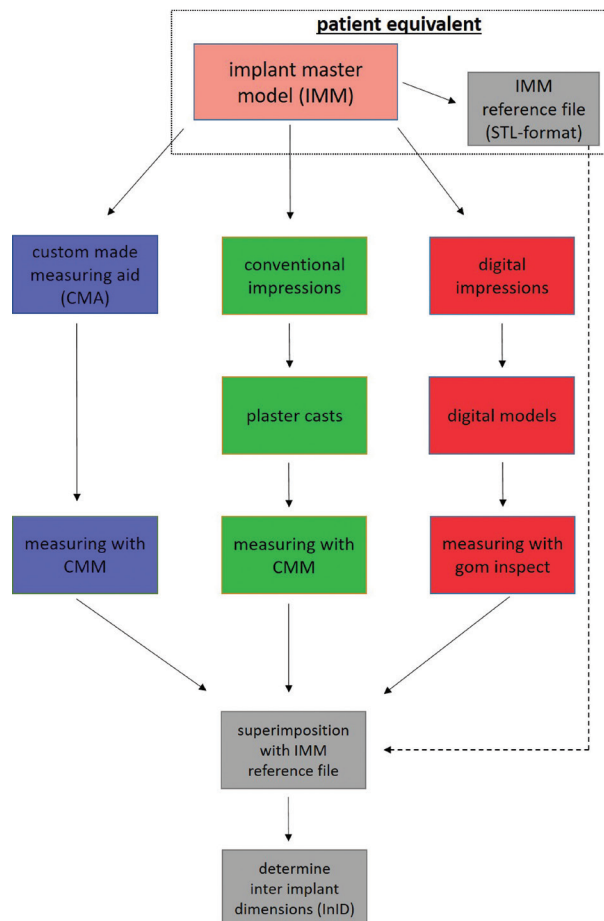 patient equivalent
implant master
model (IMM)
IMM
reference file
(STL-format)
custom made
measuring aid
(CMA)
conventional
impressions
digital
impressions
plaster casts
digital models
measuring with
CMM
measuring with
CMM
measuring with
gom inspect
superimposition
with IMM
reference file
determine
inter implant
dimensions (InID)